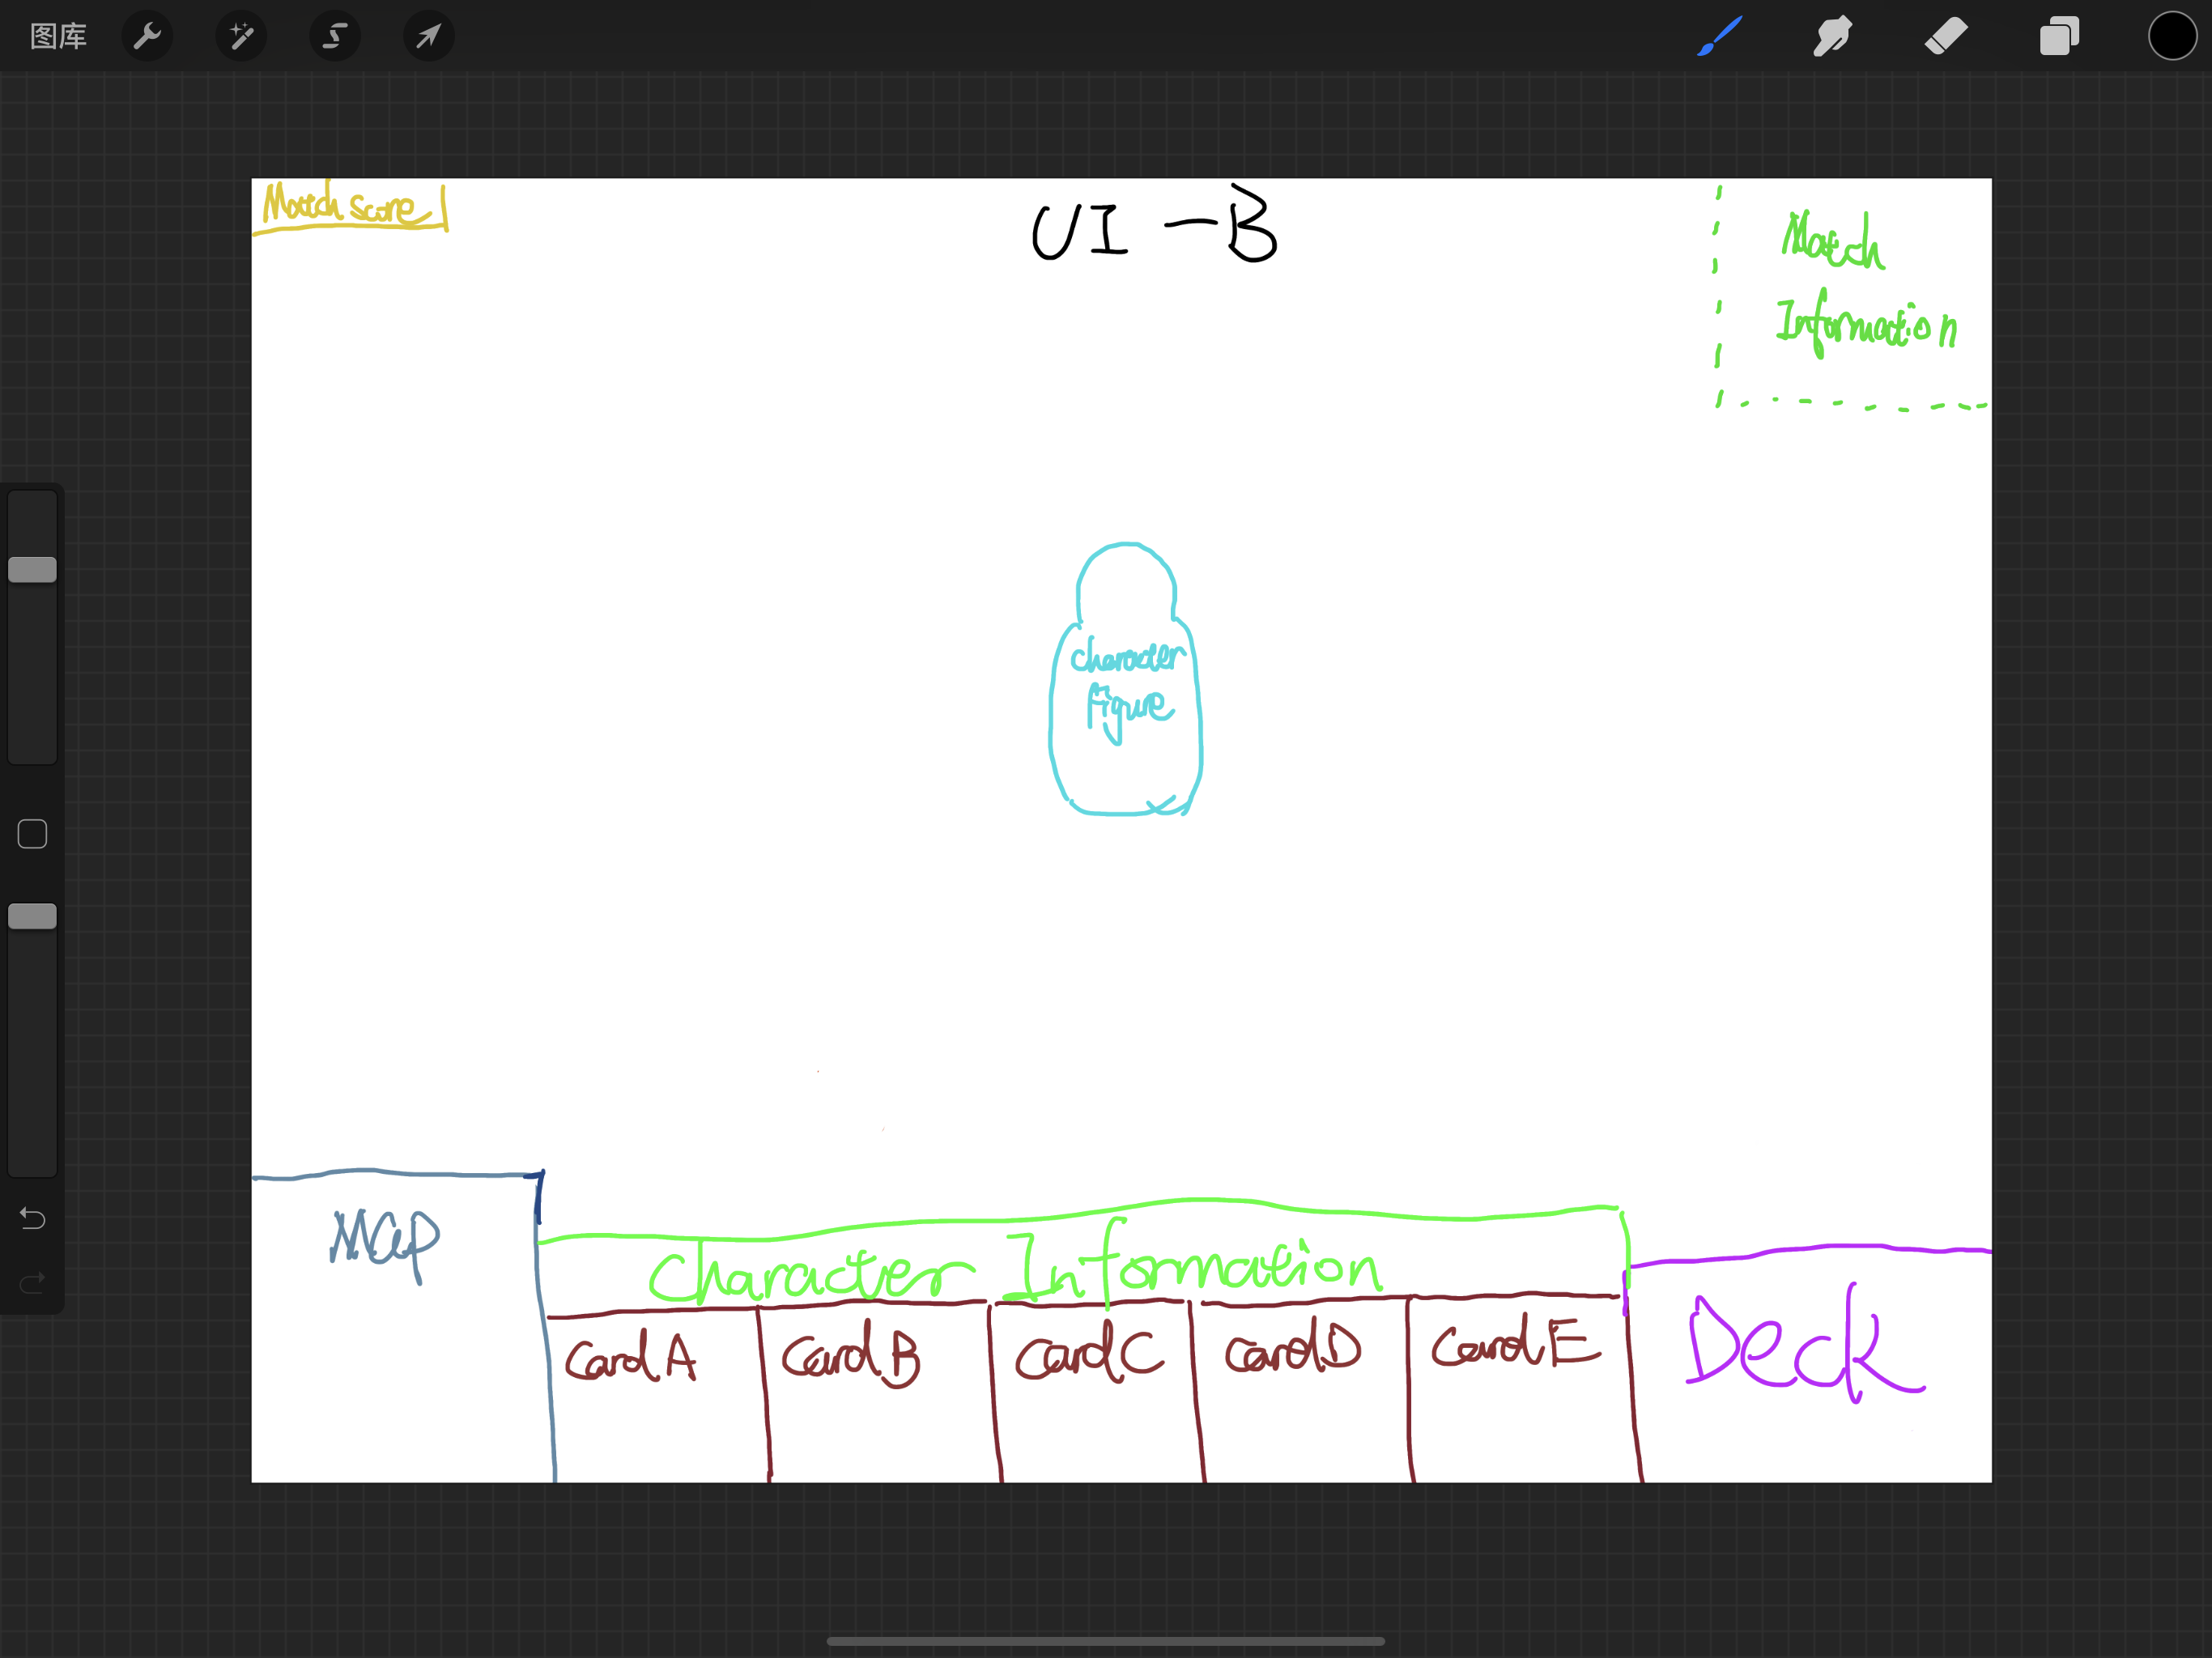 图库
Match Score
UI - B
Match
Information
Character
Figure
Map
Character Information
Card A
Card B
Card C
Card D
Card E
Deck